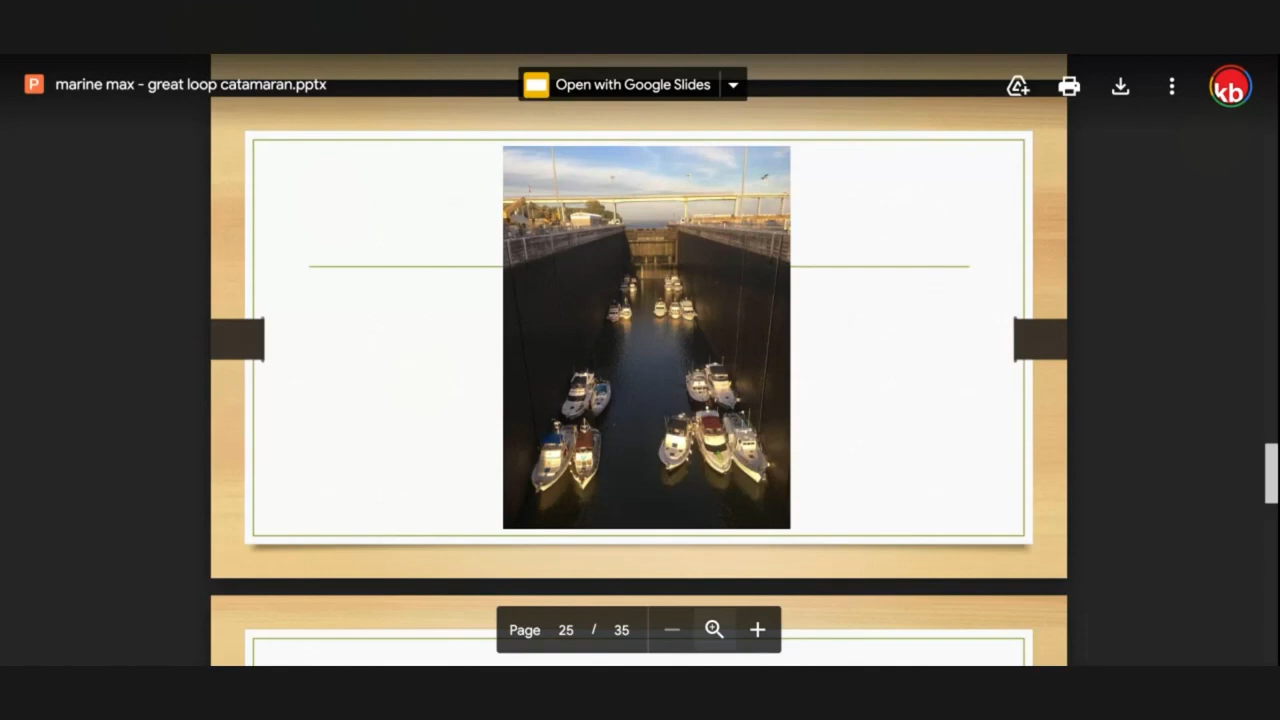 P marine max - great loop catamaran.pptx
Open with Google Slides
kb
Page 25 / 35